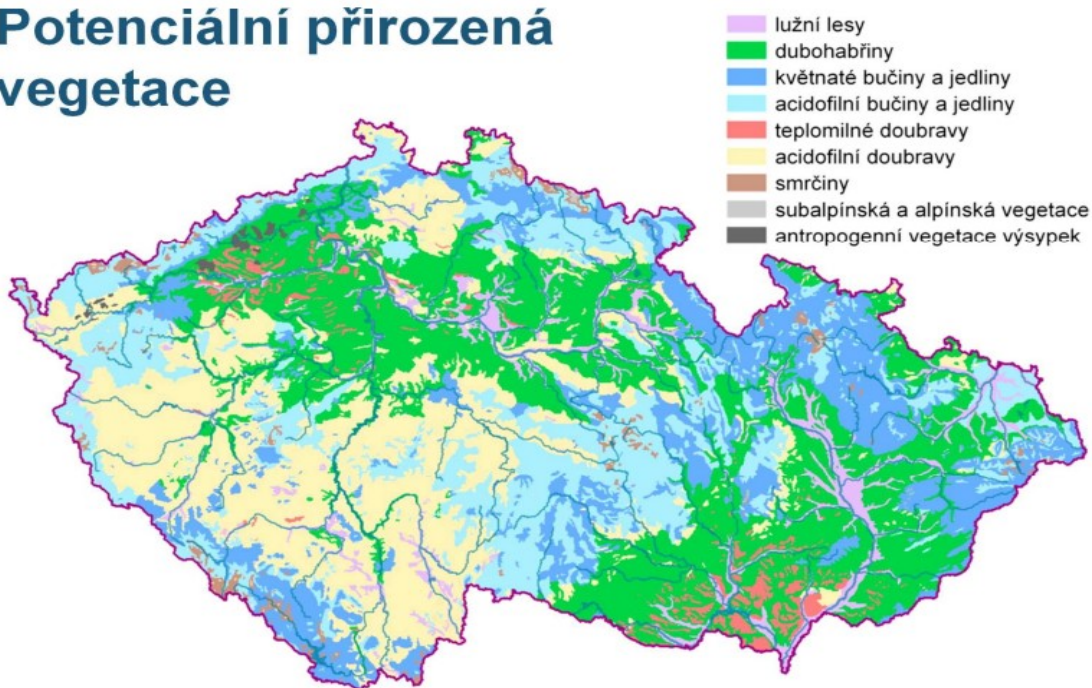 Potenciální přirozená
vegetace
lužní lesy
dubohabřiny
květnaté bučiny a jedliny
acidofilní bučiny a jedliny
teplomilné doubravy
acidofilní doubravy
smrčiny
subalpínská a alpínská vegetace
antropogenní vegetace výsypek